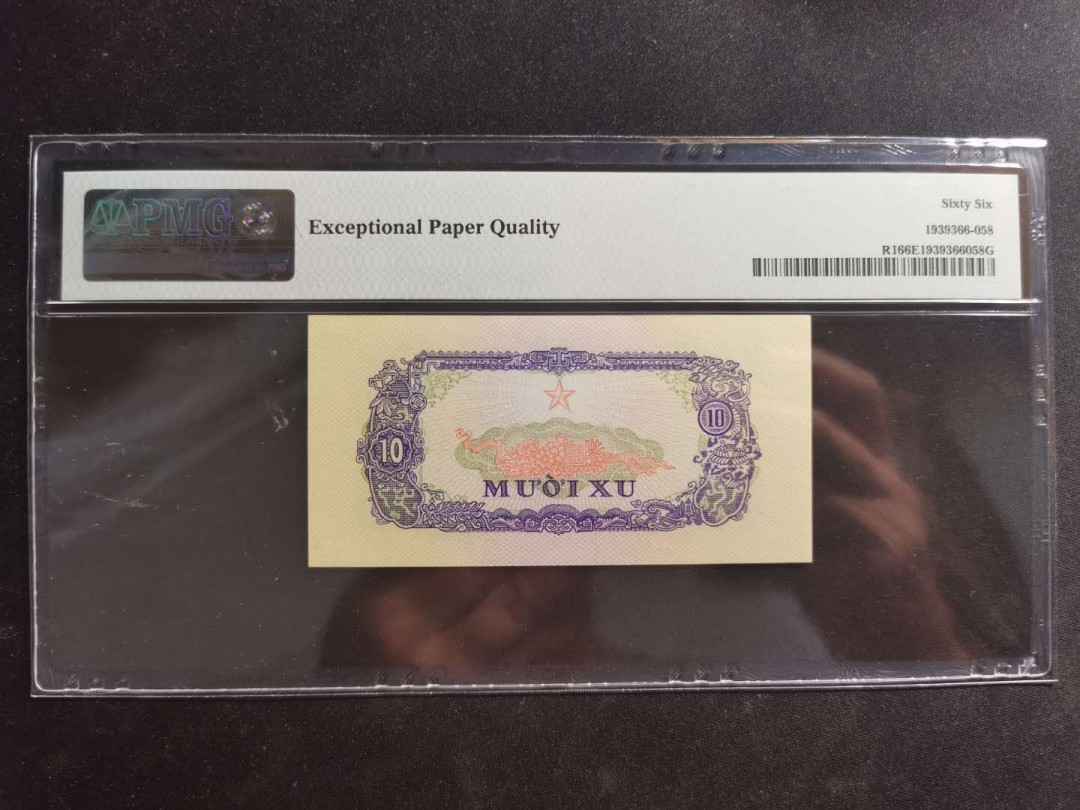 PMG
Exceptional Paper Quality
Sixty Six
1939366-058
R166E1939366058G
10
10
MƯỜI XU